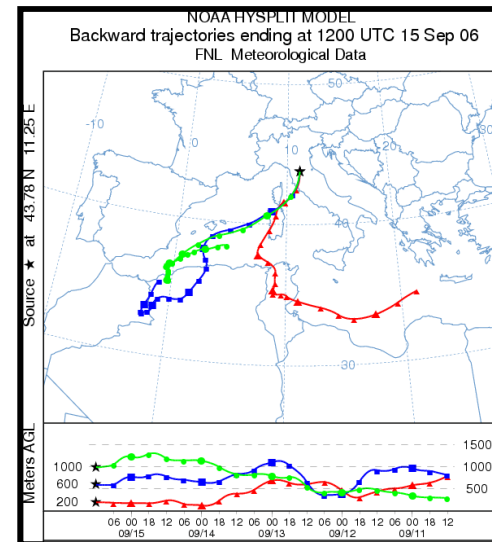 NOAA HYSPLIT MODEL
Backward trajectories ending at 1200 UTC 15 Sep 06
FNL Meteorological Data
Source ★ at 43.78 N 11.25 E
50
-10
0
10
20
40
0
30
Meters AGL
1000
600
200
1500
1000
500
06 00 18 12 06 00 18 12 06 00 18 12 06 00 18 12 06 00 18 12
09/15 09/14 09/13 09/12 09/11